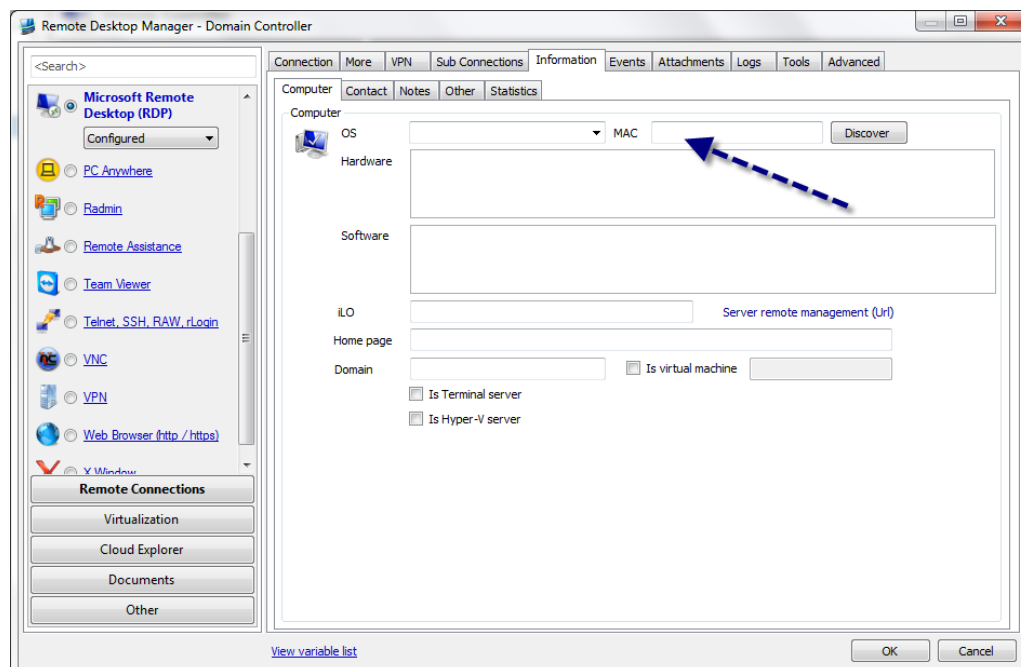 Remote Desktop Manager - Domain Controller
<Search>
Microsoft Remote
Desktop (RDP)
Configured
PC Anywhere
Radmin
Remote Assistance
Team Viewer
Telnet, SSH, RAW, rLogin
VNC
VPN
Web Browser (http / https)
X Window
Remote Connections
Virtualization
Cloud Explorer
Documents
Other
Connection More VPN Sub Connections Information Events Attachments Logs Tools Advanced
Computer Contact Notes Other Statistics
Computer
OS MAC Discover
Hardware
Software
iLO Server remote management (Url)
Home page
Domain Is virtual machine
Is Terminal server
Is Hyper-V server
View variable list
OK Cancel